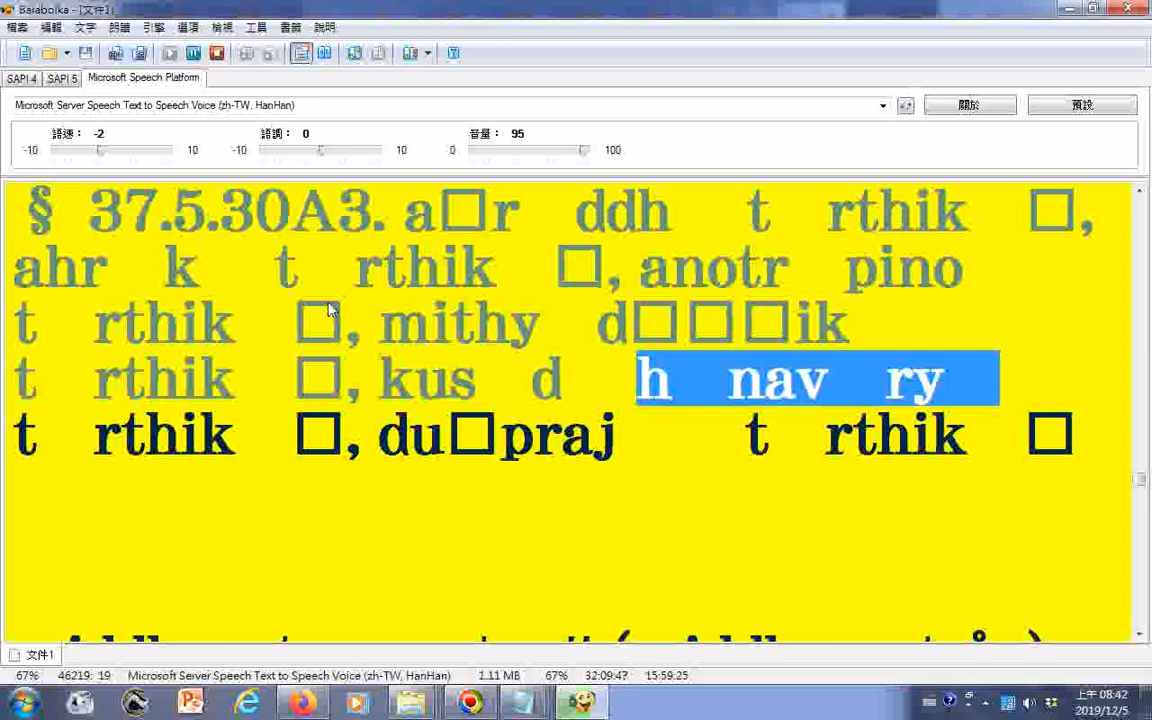 Balabolka - [文件1]
檔案 編輯 文字 朗讀 引擎 選項 檢視 工具 書籤 說明
SAPI 4 SAPI 5 Microsoft Speech Platform
Microsoft Server Speech Text to Speech Voice (zh-TW, HanHan) 關於 預設
語速： -2 語調： 0 音量： 95
-10 10 -10 10 0 100
§ 37.5.30A3. a□r ddh t rthik □,
ahr k t rthik □, anotr pino
t rthik □, mithy d□□□ik
t rthik □, kus d h nav ry
t rthik □, du□praj t rthik □
文件1
67% 46219: 19 Microsoft Server Speech Text to Speech Voice (zh-TW, HanHan) 1.11 MB 67% 32:09:47 15:59:25
上午 08:42
2019/12/5